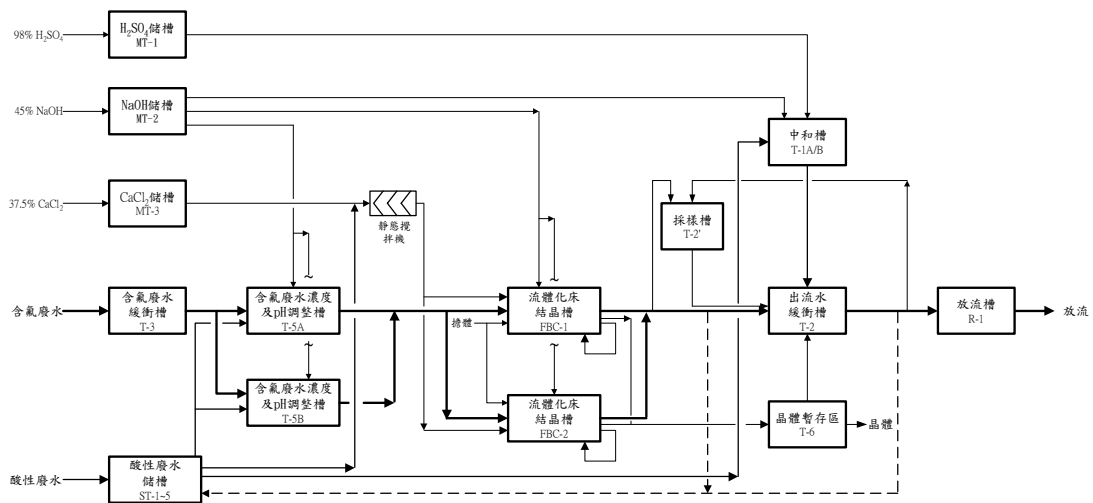 98% H₂SO₄
H₂SO₄儲槽
MT-1
45% NaOH
NaOH儲槽
MT-2
中和槽
T-1A/B
37.5% CaCl₂
CaCl₂儲槽
MT-3
靜態攪
拌機
採樣槽
T-2'
含氟廢水
含氟廢水
緩衝槽
T-3
含氟廢水濃度
及pH調整槽
T-5A
流體化床
結晶槽
FBC-1
出流水
緩衝槽
T-2
放流槽
R-1
放流
擔體
含氟廢水濃度
及pH調整槽
T-5B
流體化床
結晶槽
FBC-2
晶體暫存區
T-6
晶體
酸性廢水
酸性廢水
儲槽
ST-1~5